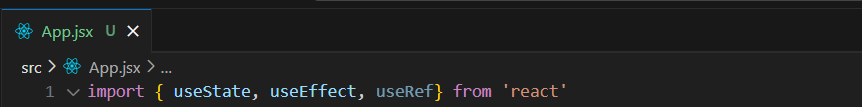 App.jsx U
src > App.jsx > ...
1 import { useState, useEffect, useRef} from 'react'